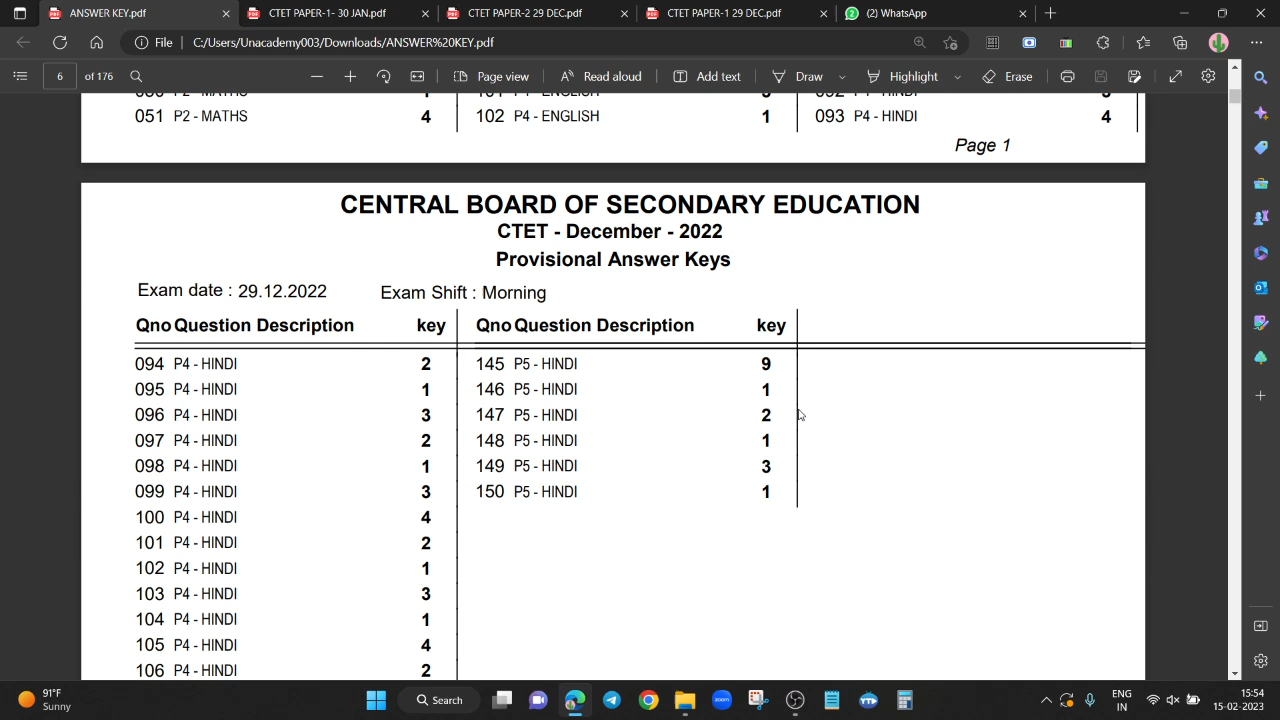 ANSWER KEY.pdf
CTET PAPER-1- 30 JAN.pdf
CTET PAPER-2 29 DEC.pdf
CTET PAPER-1 29 DEC.pdf
(2) WhatsApp
File C:/Users/Unacademy003/Downloads/ANSWER%20KEY.pdf
6 of 176 Page view Read aloud Add text Draw Highlight Erase
051 P2 - MATHS 4 102 P4 - ENGLISH 1 093 P4 - HINDI 4
Page 1
CENTRAL BOARD OF SECONDARY EDUCATION
CTET - December - 2022
Provisional Answer Keys
Exam date : 29.12.2022 Exam Shift : Morning
Qno Question Description key Qno Question Description key
094 P4 - HINDI 2 145 P5 - HINDI 9
095 P4 - HINDI 1 146 P5 - HINDI 1
096 P4 - HINDI 3 147 P5 - HINDI 2
097 P4 - HINDI 2 148 P5 - HINDI 1
098 P4 - HINDI 1 149 P5 - HINDI 3
099 P4 - HINDI 3 150 P5 - HINDI 1
100 P4 - HINDI 4
101 P4 - HINDI 2
102 P4 - HINDI 1
103 P4 - HINDI 3
104 P4 - HINDI 1
105 P4 - HINDI 4
106 P4 - HINDI 2
91°F
Sunny
Search
zoom
YTD
ENG
IN
15:54
15-02-2023